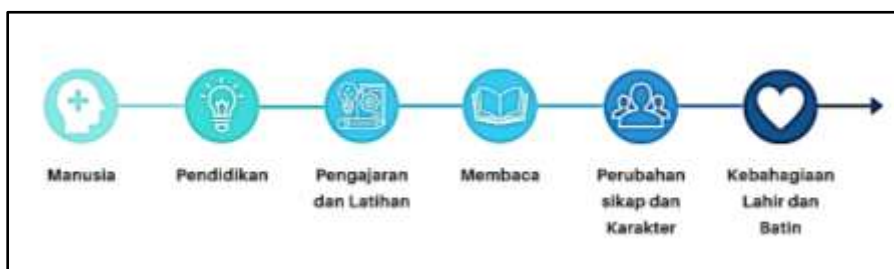 Manusia
Pendidikan
Pengajaran
dan Latihan
Membaca
Perubahan
sikap dan
Karakter
Kebahagiaan
Lahir dan
Batin